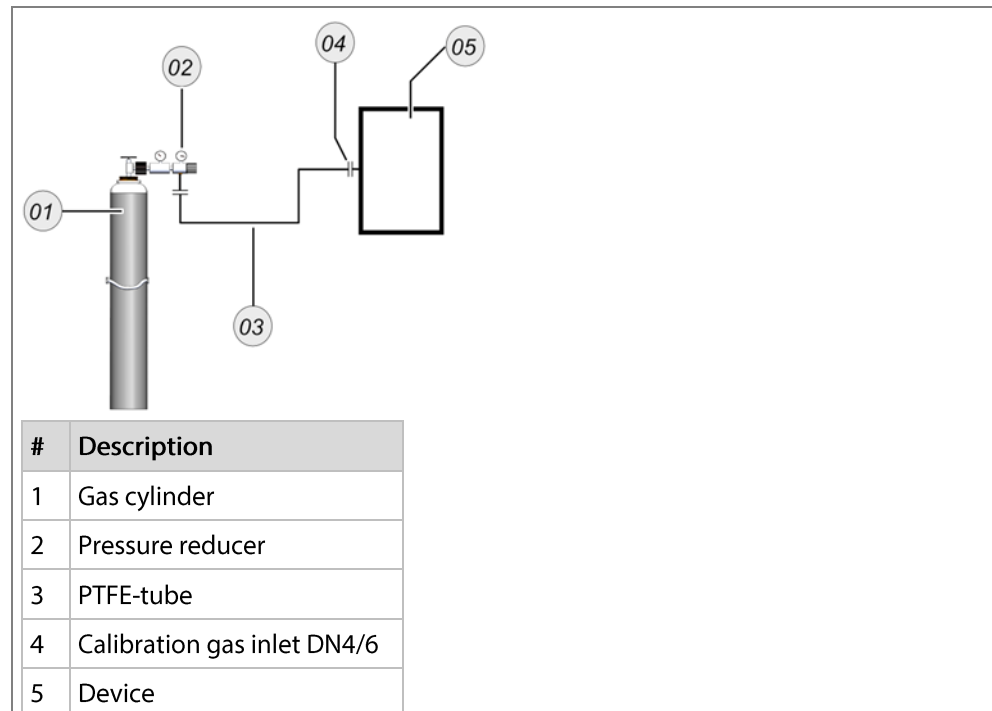 04
05
02
01
03
# Description
1 Gas cylinder
2 Pressure reducer
3 PTFE-tube
4 Calibration gas inlet DN4/6
5 Device